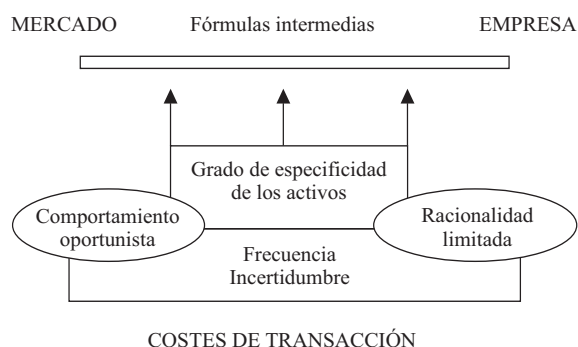 MERCADO Fórmulas intermedias EMPRESA
Grado de especificidad
de los activos
Comportamiento
oportunista
Racionalidad
limitada
Frecuencia
Incertidumbre
COSTES DE TRANSACCIÓN